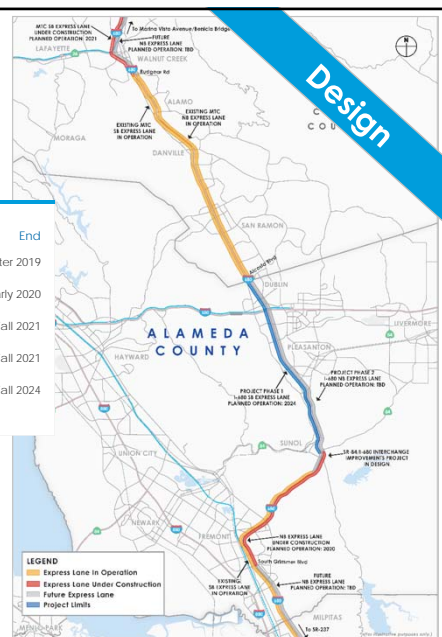 MTC SB EXPRESS LANE
UNDER CONSTRUCTION
PLANNED OPERATION: 2021
To Marina Vista Avenue/Benicia Bridge
FUTURE
NB EXPRESS LANE
PLANNED OPERATION: TBD
LAFAYETTE
WALNUT CREEK
Rudgear Rd
ALAMO
EXISTING MTC
NB EXPRESS LANE
IN OPERATION
EXISTING MTC
SB EXPRESS LANE
IN OPERATION
MORAGA
DANVILLE
Design
SAN RAMON
Alcosta Blvd
DUBLIN
End
2019
2020
2021
2021
2024
ALAMEDA
COUNTY
LIVERMORE
PLEASANTON
HAYWARD
PROJECT PHASE 2
I-680 NB EXPRESS LANE
PLANNED OPERATION: TBD
PROJECT PHASE 1
I-680 SB EXPRESS LANE
PLANNED OPERATION: 2024
SUNOL
SR-84/I-680 INTERCHANGE
IMPROVEMENTS PROJECT
IN DESIGN
UNION CITY
NEWARK
FREMONT
NB EXPRESS LANE
UNDER CONSTRUCTION
PLANNED OPERATION: 2020
South Grimmer Blvd
EXISTING
SB EXPRESS LANE
IN OPERATION
FUTURE
NB EXPRESS LANE
PLANNED OPERATION: TBD
LEGEND
Express Lane in Operation
Express Lane Under Construction
Future Express Lane
Project Limits
MENLO PARK
MILPITAS
To SR-237
(For illustrative purposes only.)